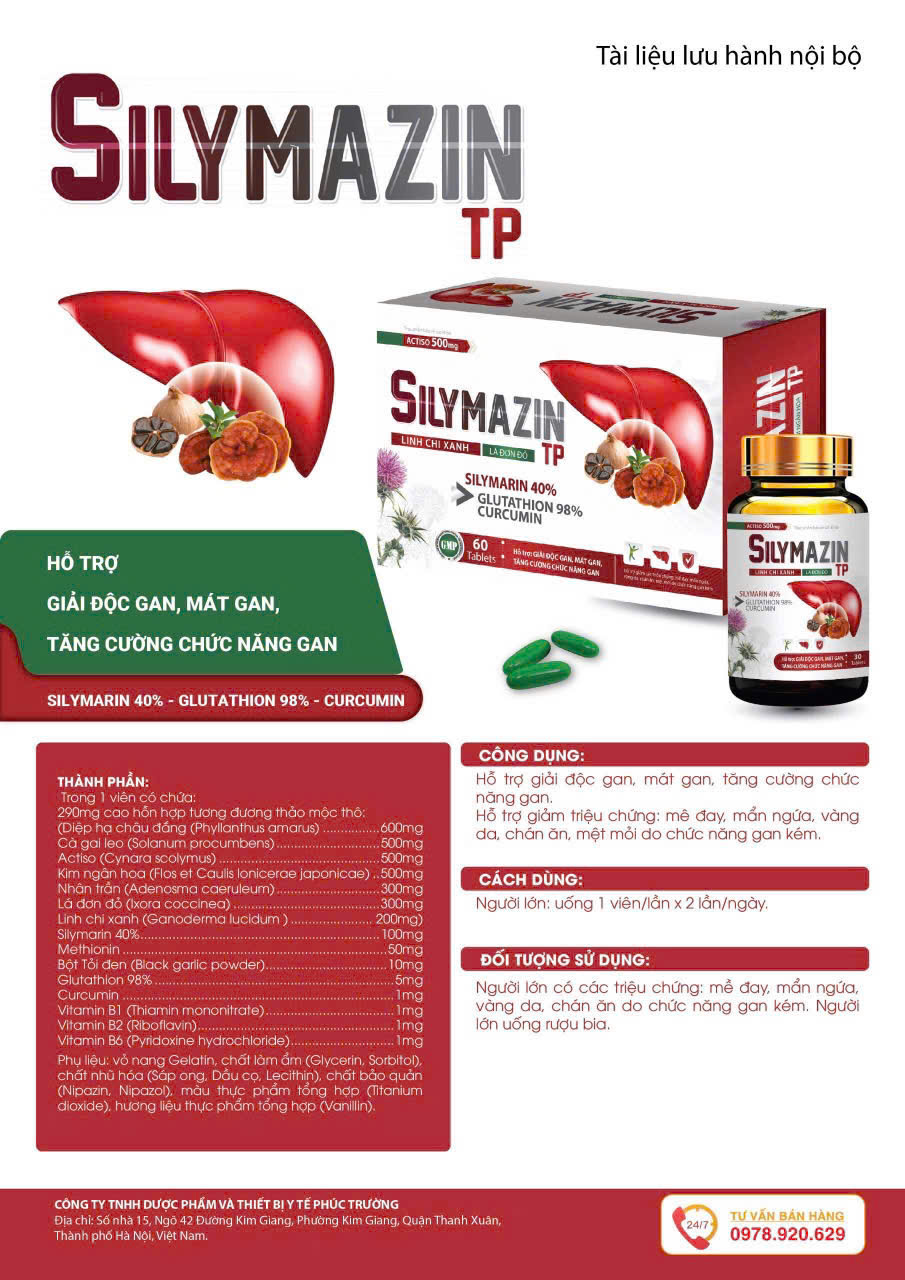 Tài liệu lưu hành nội bộ
SILYMAZIN
TP
ACTISO 500mg
SILYMAZIN
TP
LINH CHI XANH
LÁ ĐƠN ĐỎ
SILYMARIN 40%
GLUTATHION 98%
CURCUMIN
GMP
60
Tablets
Hỗ trợ: GIẢI ĐỘC GAN, MÁT GAN,
TĂNG CƯỜNG CHỨC NĂNG GAN
SILYMAZIN
TP
SILYMAZIN
TP
ACTISO 500mg
SILYMAZIN
TP
LINH CHI XANH
LÁ ĐƠN ĐỎ
SILYMARIN 40%
GLUTATHION 98%
CURCUMIN
Hỗ trợ: GIẢI ĐỘC GAN, MÁT GAN,
TĂNG CƯỜNG CHỨC NĂNG GAN
30
Tablets
HỖ TRỢ
GIẢI ĐỘC GAN, MÁT GAN,
TĂNG CƯỜNG CHỨC NĂNG GAN
SILYMARIN 40% - GLUTATHION 98% - CURCUMIN
THÀNH PHẦN:
Trong 1 viên có chứa:
290mg cao hỗn hợp tương đương thảo mộc thô:
(Diệp hạ châu đắng (Phyllanthus amarus) ...............600mg
Cà gai leo (Solanum procumbens)..............................500mg
Actiso (Cynara scolymus)..........................................500mg
Kim ngân hoa (Flos et Caulis lonicerae japonicae) ..500mg
Nhân trần (Adenosma caeruleum)..............................300mg
Lá đơn đỏ (Ixora coccinea)........................................300mg
Linh chi xanh (Ganoderma lucidum ) ......................200mg)
Silymarin 40%...............................................................100mg
Methionin ......................................................................50mg
Bột Tỏi đen (Black garlic powder)................................10mg
Glutathion 98% ...............................................................5mg
Curcumin ........................................................................1mg
Vitamin B1 (Thiamin mononitrate)..................................1mg
Vitamin B2 (Riboflavin)....................................................1mg
Vitamin B6 (Pyridoxine hydrochloride)...........................1mg
Phụ liệu: vỏ nang Gelatin, chất làm ẩm (Glycerin, Sorbitol),
chất nhũ hóa (Sáp ong, Dầu cọ, Lecithin), chất bảo quản
(Nipazin, Nipazol), màu thực phẩm tổng hợp (Titanium
dioxide), hương liệu thực phẩm tổng hợp (Vanillin).
CÔNG DỤNG:
Hỗ trợ giải độc gan, mát gan, tăng cường chức
năng gan.
Hỗ trợ giảm triệu chứng: mề đay, mẩn ngứa, vàng
da, chán ăn, mệt mỏi do chức năng gan kém.
CÁCH DÙNG:
Người lớn: uống 1 viên/lần x 2 lần/ngày.
ĐỐI TƯỢNG SỬ DỤNG:
Người lớn có các triệu chứng: mề đay, mẩn ngứa,
vàng da, chán ăn do chức năng gan kém. Người
lớn uống rượu bia.
CÔNG TY TNHH DƯỢC PHẨM VÀ THIẾT BỊ Y TẾ PHÚC TRƯỜNG
Địa chỉ: Số nhà 15, Ngõ 42 Đường Kim Giang, Phường Kim Giang, Quận Thanh Xuân,
Thành phố Hà Nội, Việt Nam.
24/7
TƯ VẤN BÁN HÀNG
0978.920.629